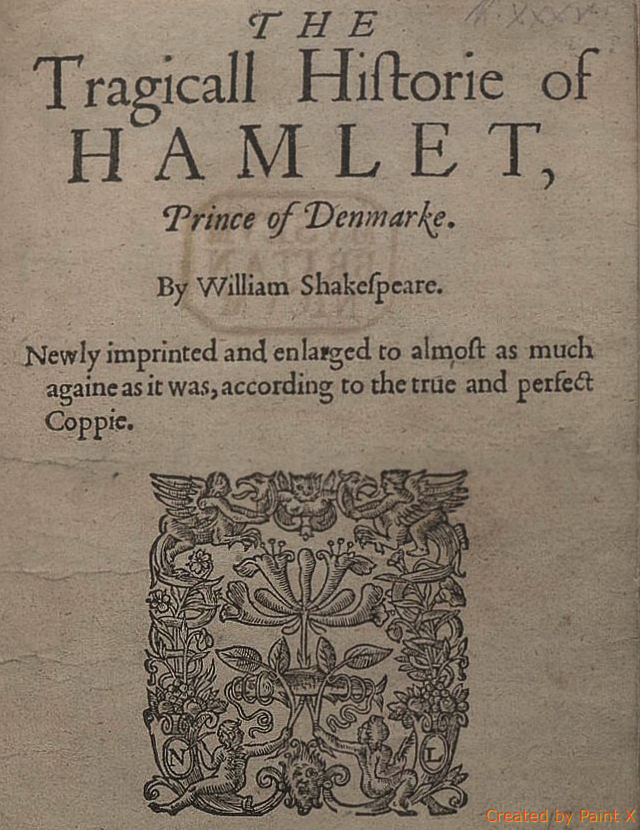 THE
Tragicall Hiſtorie of
HAMLET,
Prince of Denmarke.
By William Shakeſpeare.
Newly imprinted and enlarged to almoſt as much
againe as it was, according to the true and perfect
Coppie.
N L
Created by Paint X